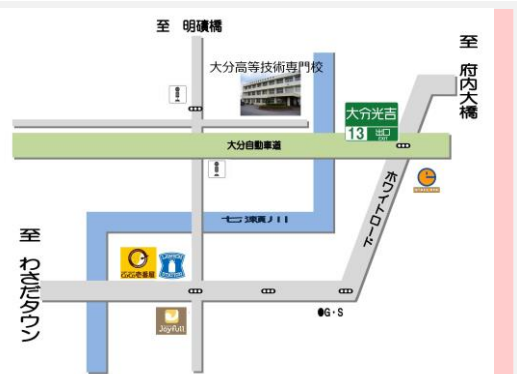 至 明磧橋
至 府内大橋
大分高等技術専門校
大分光吉
13 出口
EXIT
大分自動車道
ホワイトロード
七瀬川
至 わさだタウン
CoCo壱番屋
LAWSON
STATION
Joyfull
●G・S